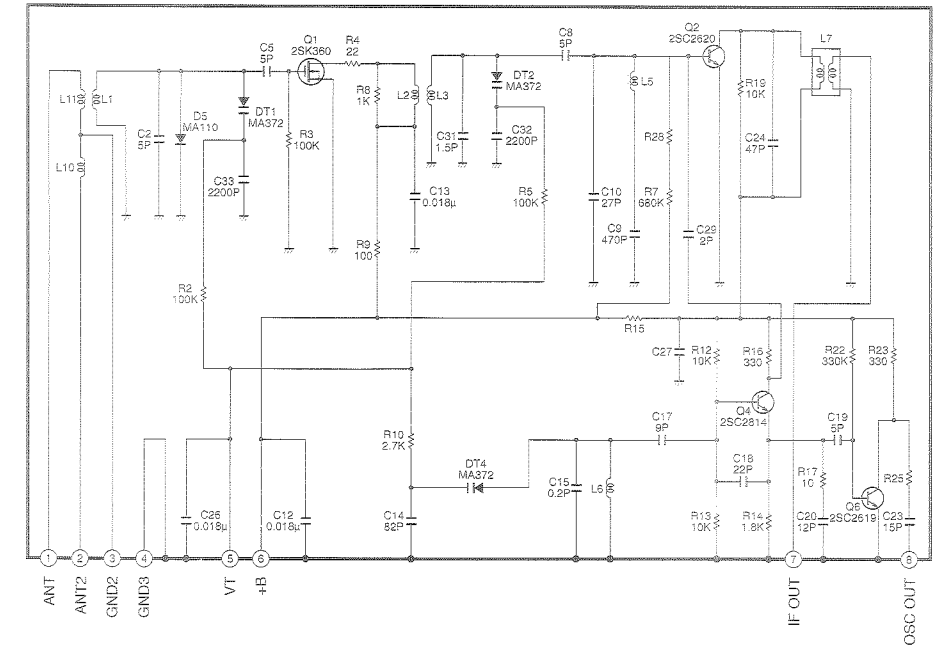 Q1
2SK360
R4
22
C5
5P
C8
5P
Q2
2SC2620
L7
L11
L1
L10
C2
5P
D5
MA110
DT1
MA372
R3
100K
C33
2200P
R8
1K
L2
L3
C31
1.5P
DT2
MA372
C32
2200P
L5
R28
R19
10K
C24
47P
C13
0.018μ
R5
100K
C10
27P
R7
680K
C9
470P
C29
2P
R9
100
R2
100K
R15
C27
R12
10K
R16
330
R22
330K
R23
330
Q4
2SC2814
R10
2.7K
C17
9P
C19
5P
DT4
MA372
C15
0.2P
L6
C18
22P
R17
10
R25
Q6
2SC2619
C26
0.018μ
C12
0.018μ
C14
82P
R13
10K
R14
1.8K
C20
12P
C23
15P
1
2
3
4
5
6
7
8
ANT
ANT2
GND2
GND3
VT
+B
IF OUT
OSC OUT